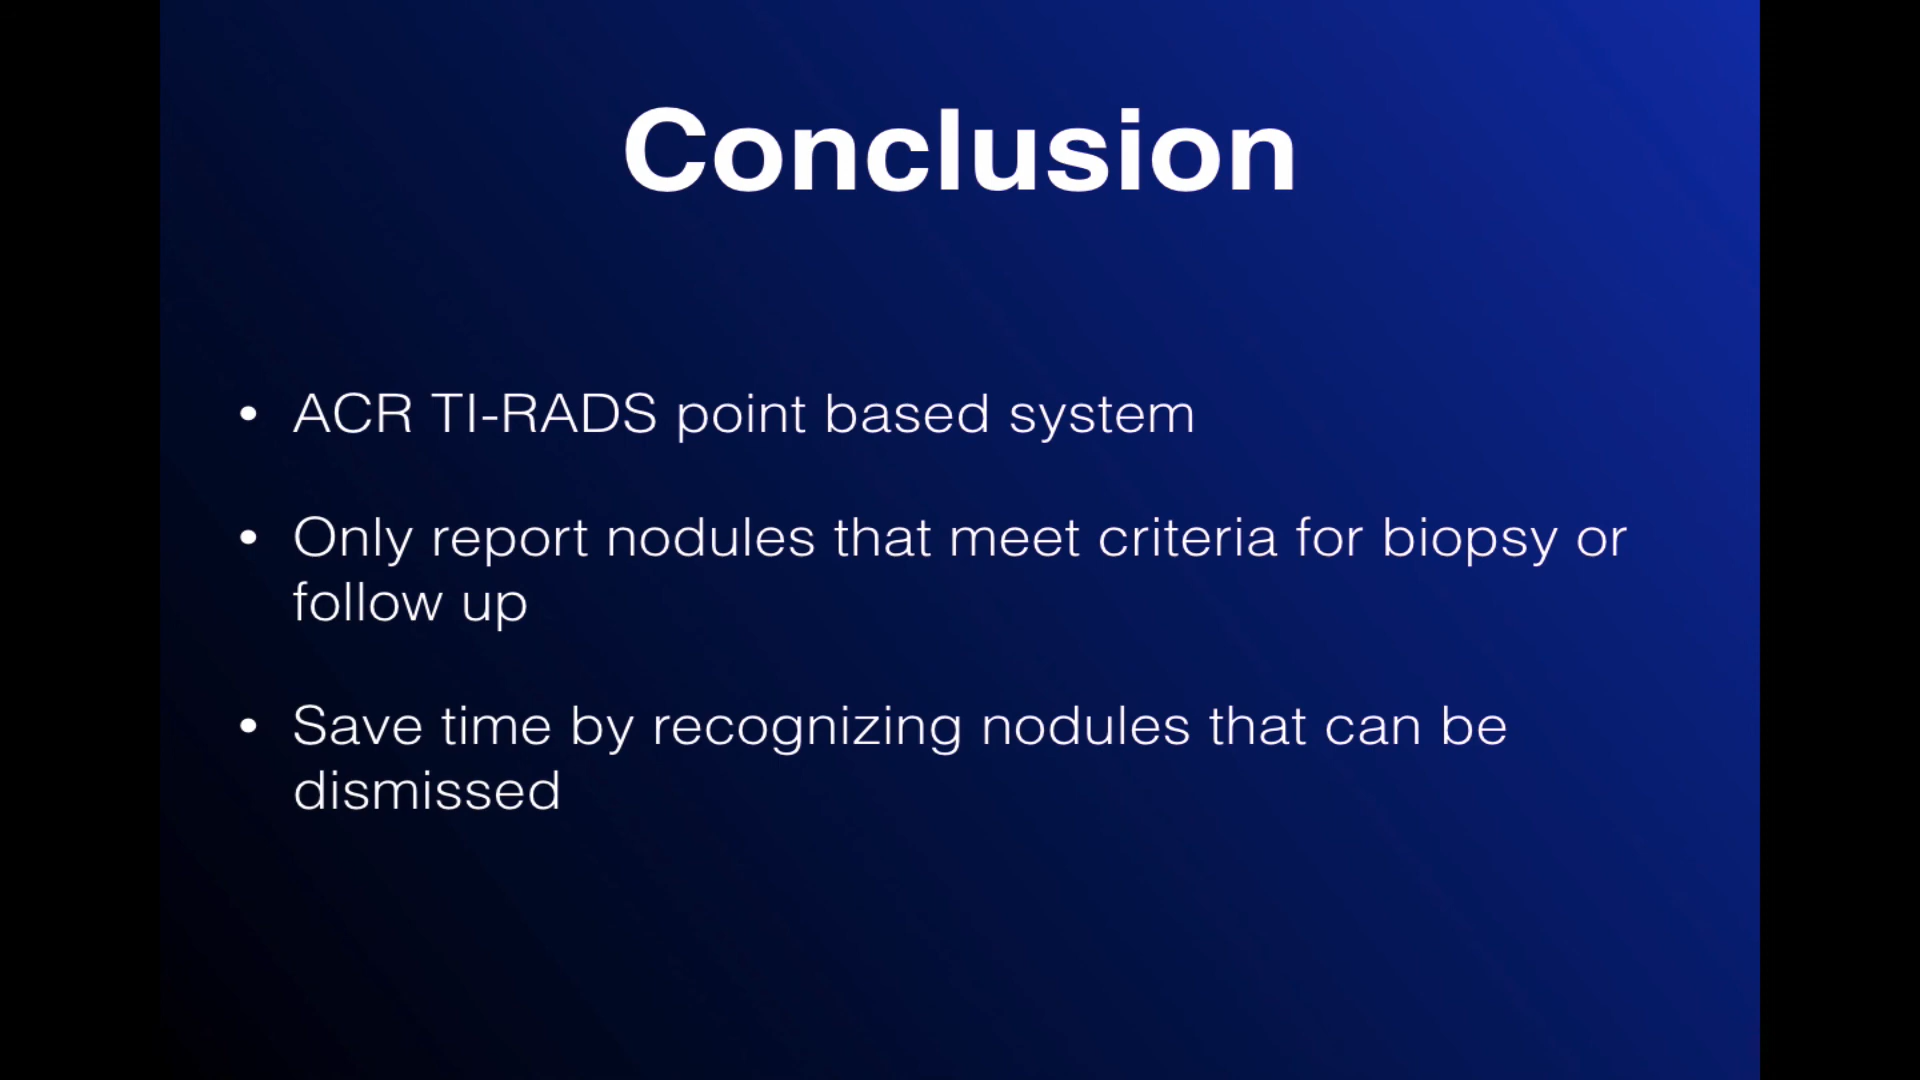 Conclusion
• ACR TI-RADS point based system
• Only report nodules that meet criteria for biopsy or
follow up
• Save time by recognizing nodules that can be
dismissed